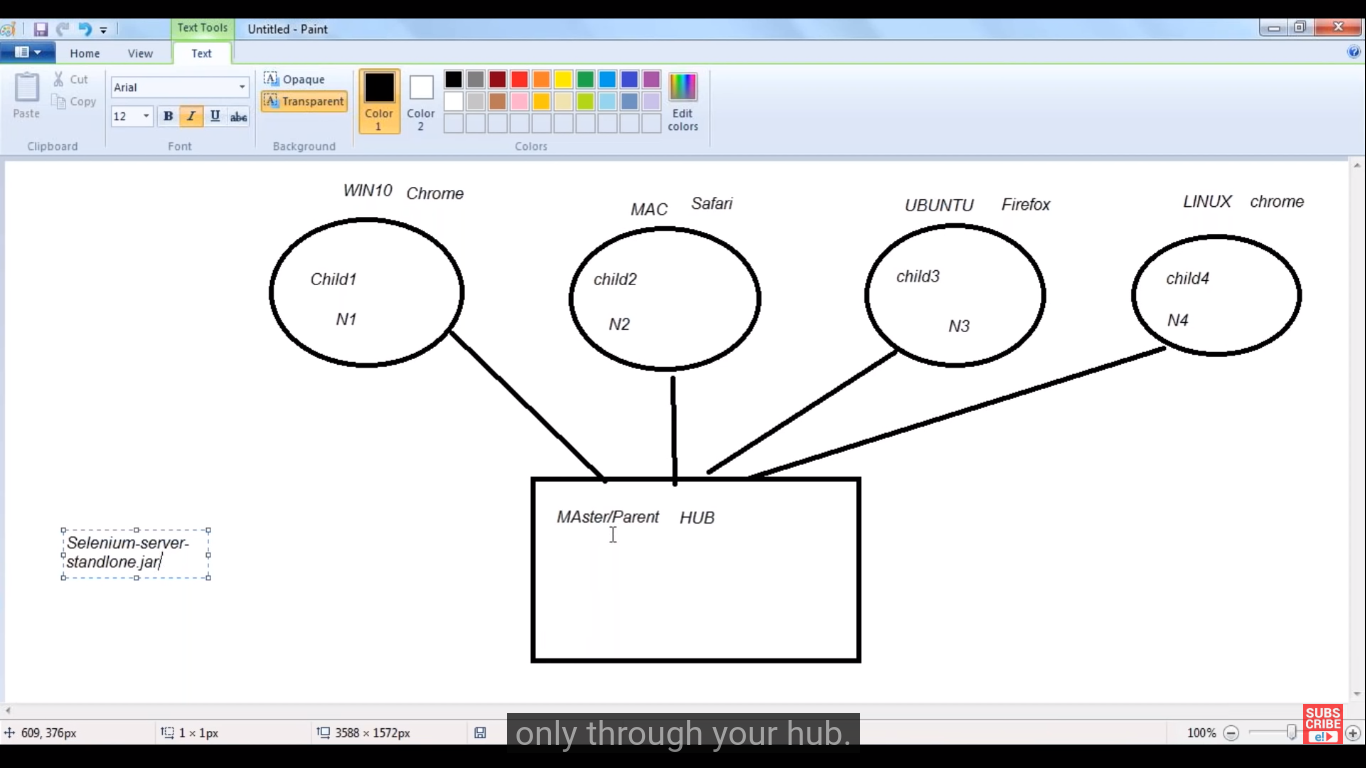 Text Tools
Untitled - Paint
Home
View
Text
Paste
Cut
Copy
Clipboard
Arial
12
B
I
U
abc
Font
Opaque
Transparent
Background
Color
1
Color
2
Edit
colors
Colors
WIN10 Chrome
MAC Safari
UBUNTU Firefox
LINUX chrome
Child1
N1
child2
N2
child3
N3
child4
N4
MAster/Parent HUB
Selenium-server-
standlone.jar
only through your hub.
609, 376px
1 × 1px
3588 × 1572px
100%
SUBS
CRIBE
e!